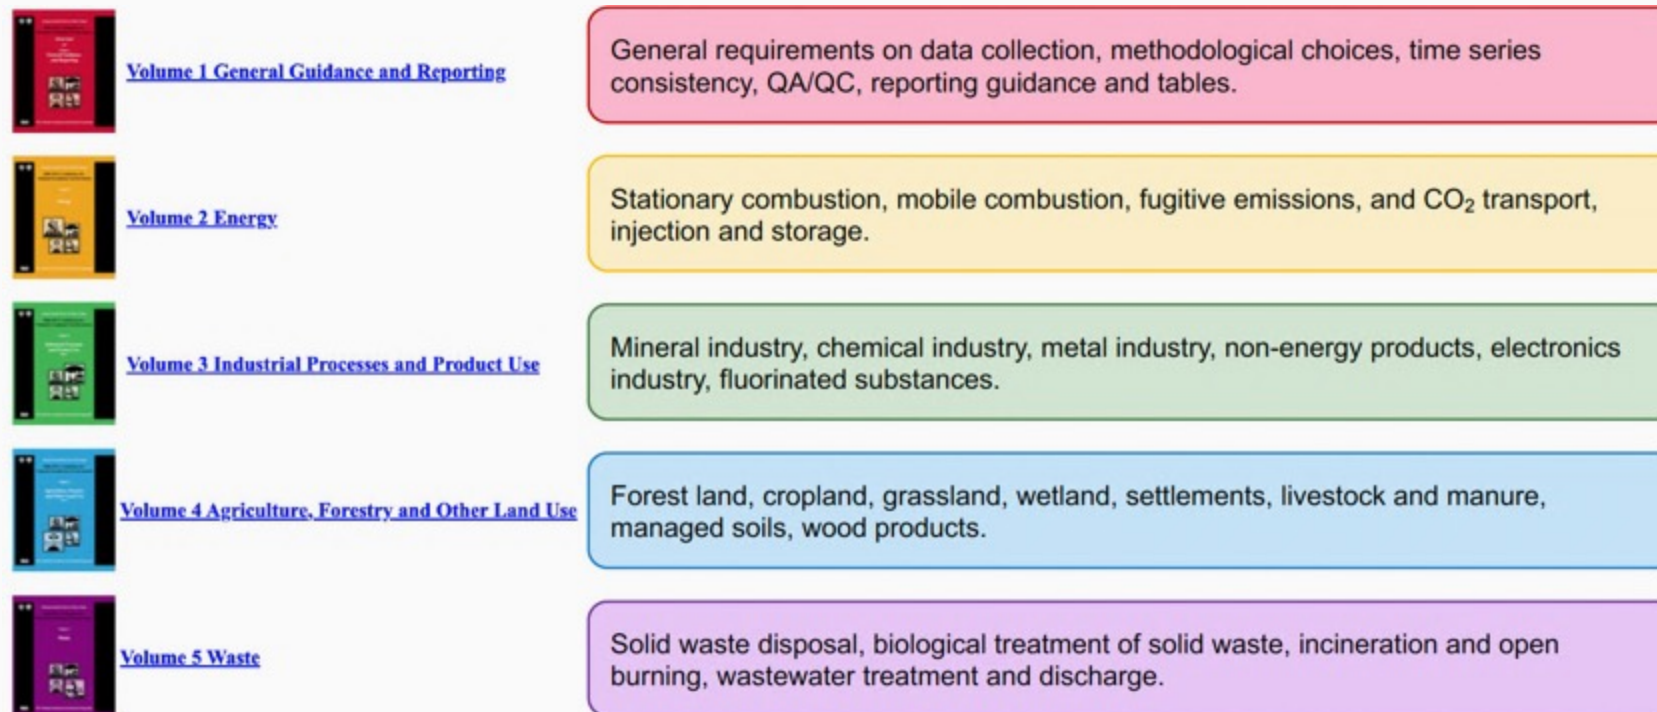 Volume 1 General Guidance and Reporting
General requirements on data collection, methodological choices, time series
consistency, QA/QC, reporting guidance and tables.
Volume 2 Energy
Stationary combustion, mobile combustion, fugitive emissions, and CO₂ transport,
injection and storage.
Volume 3 Industrial Processes and Product Use
Mineral industry, chemical industry, metal industry, non-energy products, electronics
industry, fluorinated substances.
Volume 4 Agriculture, Forestry and Other Land Use
Forest land, cropland, grassland, wetland, settlements, livestock and manure,
managed soils, wood products.
Volume 5 Waste
Solid waste disposal, biological treatment of solid waste, incineration and open
burning, wastewater treatment and discharge.